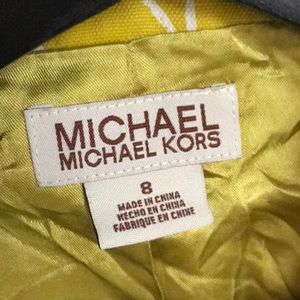 MICHAEL
MICHAEL KORS
8
MADE IN CHINA
HECHO EN CHINA
FABRIQUÉ EN CHINE